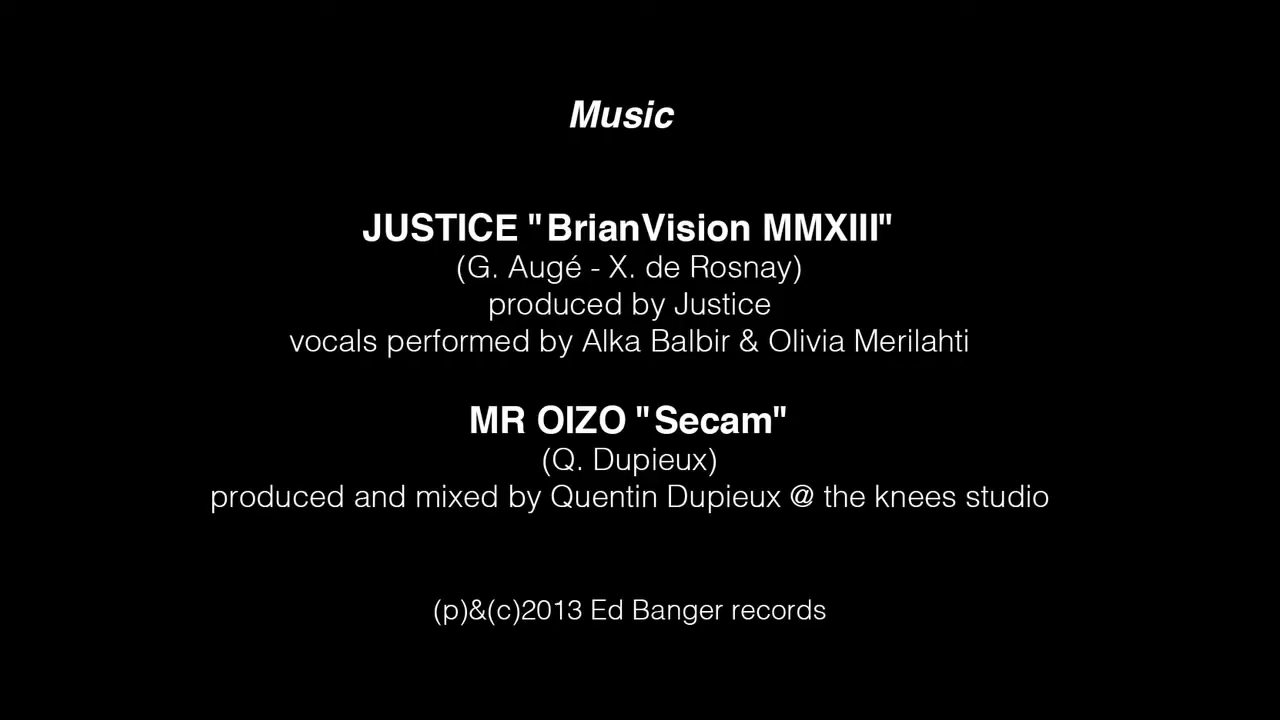 Music
JUSTICE "BrianVision MMXIII"
(G. Augé - X. de Rosnay)
produced by Justice
vocals performed by Alka Balbir & Olivia Merilahti
MR OIZO "Secam"
(Q. Dupieux)
produced and mixed by Quentin Dupieux @ the knees studio
(p)&(c)2013 Ed Banger records